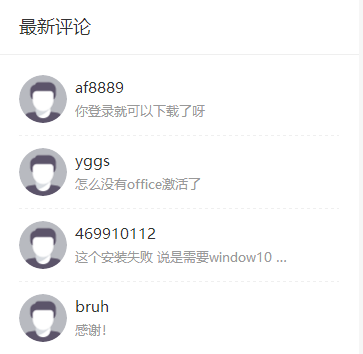 最新评论
af8889
你登录就可以下载了呀
yggs
怎么没有office激活了
469910112
这个安装失败 说是需要window10 ...
bruh
感谢!